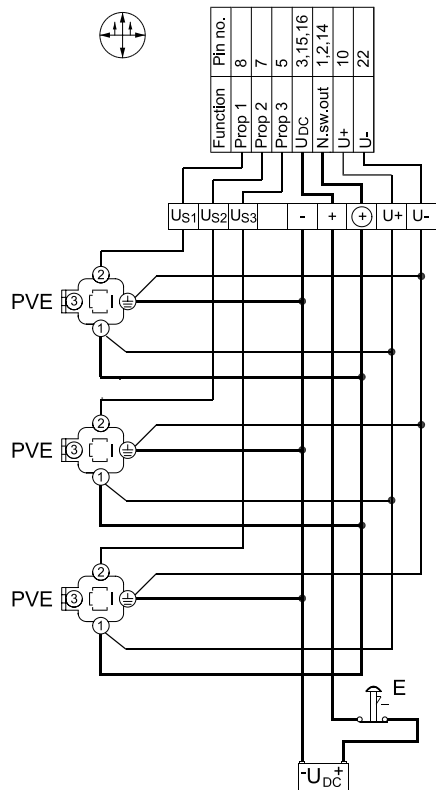 Function Pin no.
Prop 1 8
Prop 2 7
Prop 3 5
UDC 3,15,16
N.sw.out 1,2,14
U+ 10
U- 22
US1 US2 US3 - + + U+ U-
2
PVE 3
1
2
PVE 3
1
2
PVE 3
1
E
- UDC +